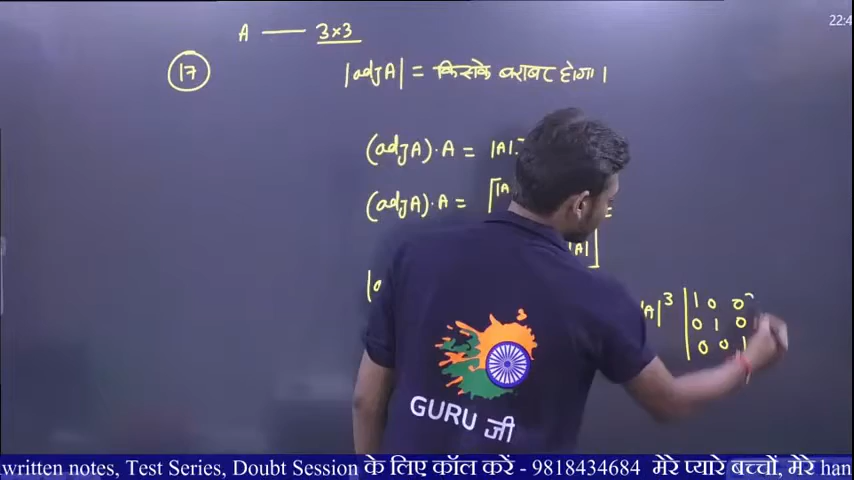 22:4
A — 3×3
17 |adjA| = किसके बराबर होगा।
(adjA)·A = |A|.
(adjA)·A =
|A|
|A|³ | 1 0 0
0 1 0
0 0 1
GURU जी
written notes, Test Series, Doubt Session के लिए कॉल करें - 9818434684 मेरे प्यारे बच्चों, मेरे han